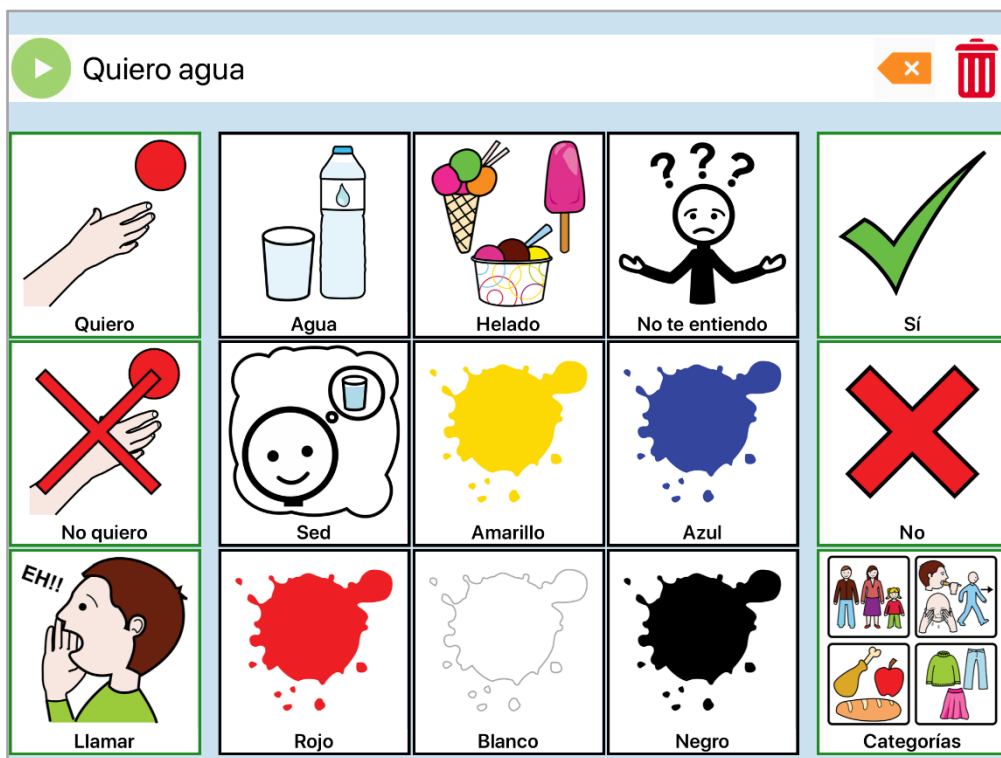 Quiero agua
? ? ?
Quiero
Agua
Helado
No te entiendo
Sí
No quiero
Sed
Amarillo
Azul
No
EH!!
Llamar
Rojo
Blanco
Negro
Categorías